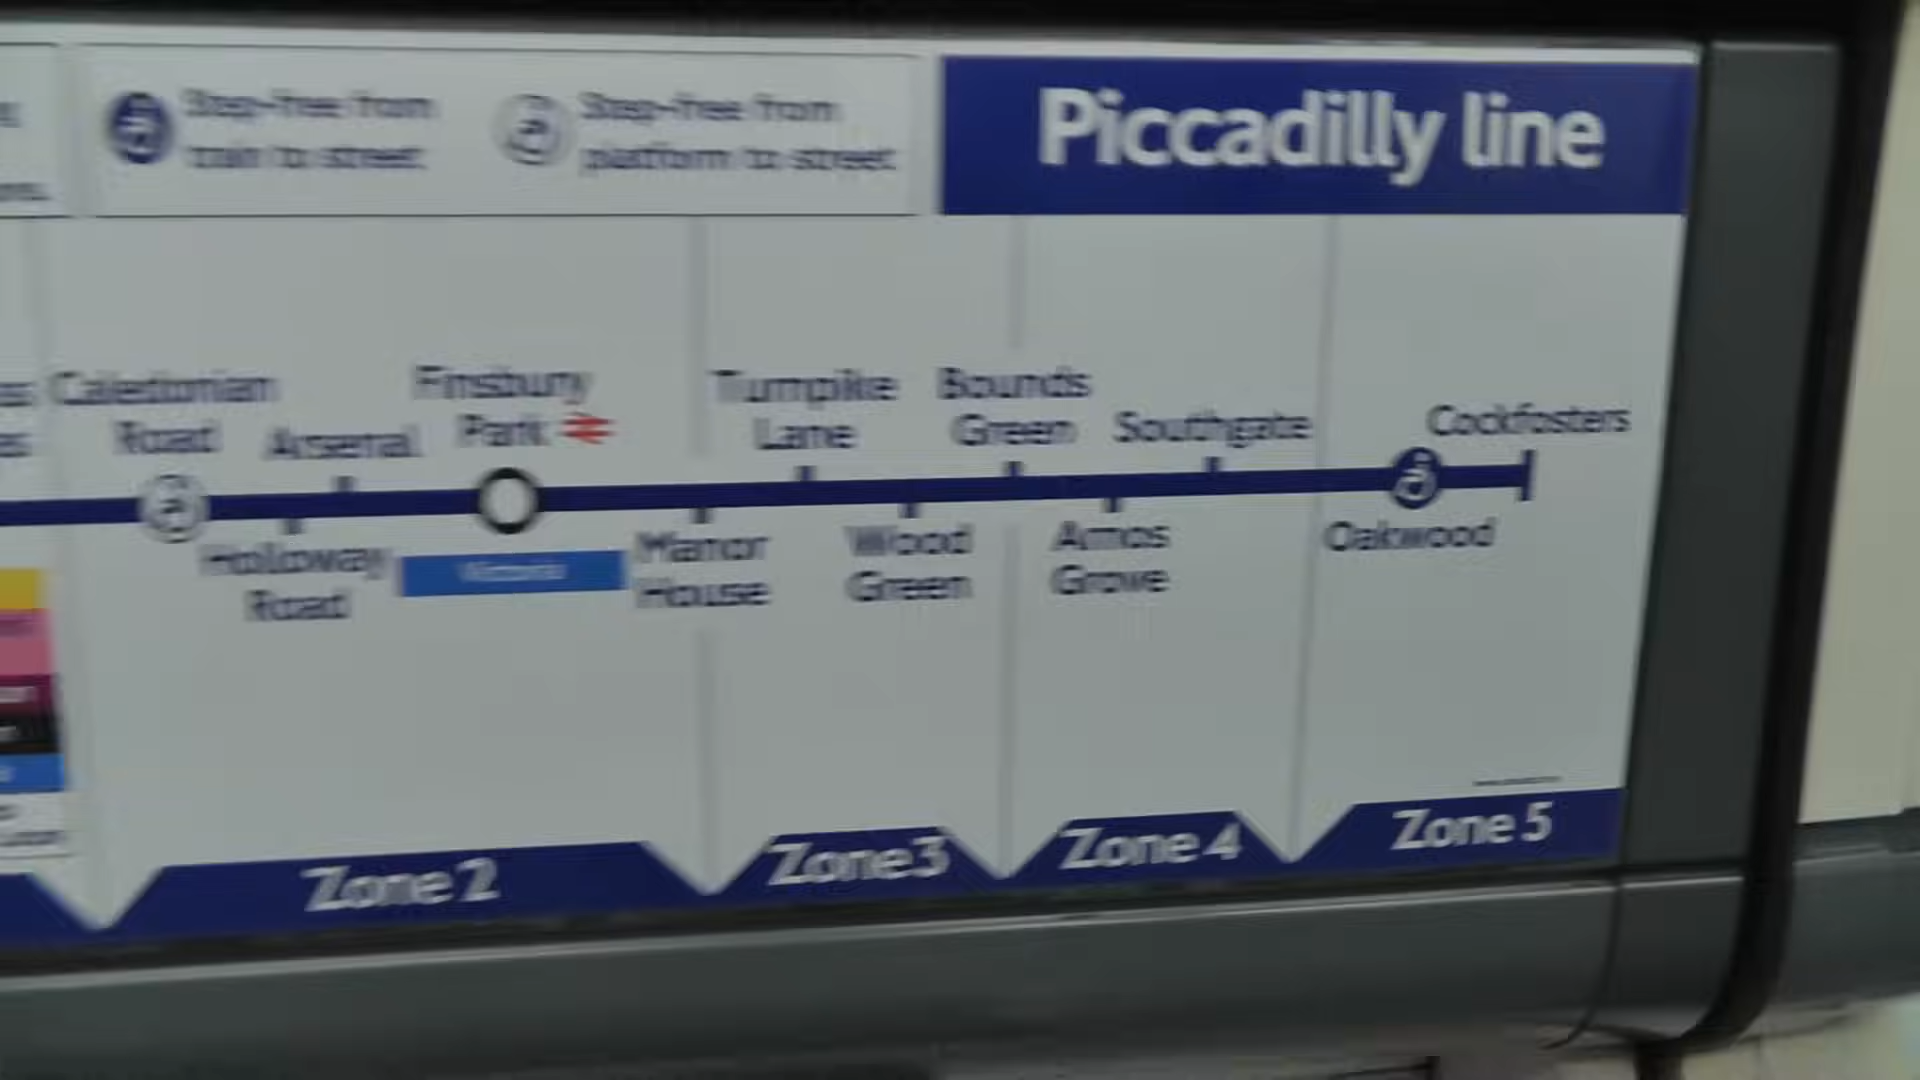 Step-free from
train to street
Step-free from
platform to street
Piccadilly line
Caledonian
Road
Arsenal
Finsbury
Park
Turnpike
Lane
Bounds
Green
Southgate
Cockfosters
Holloway
Road
Victoria
Manor
House
Wood
Green
Arnos
Grove
Oakwood
Zone 2
Zone 3
Zone 4
Zone 5